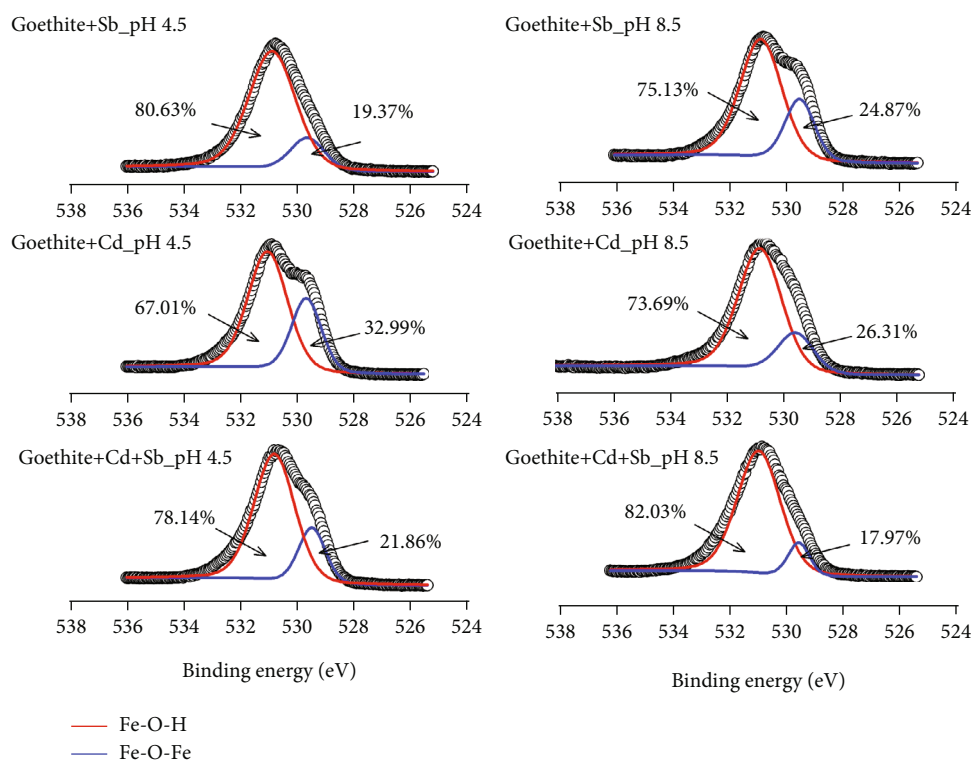 Goethite+Sb_pH 4.5
80.63%
19.37%
538 536 534 532 530 528 526 524
Goethite+Sb_pH 8.5
75.13%
24.87%
538 536 534 532 530 528 526 524
Goethite+Cd_pH 4.5
67.01%
32.99%
538 536 534 532 530 528 526 524
Goethite+Cd_pH 8.5
73.69%
26.31%
538 536 534 532 530 528 526 524
Goethite+Cd+Sb_pH 4.5
78.14%
21.86%
538 536 534 532 530 528 526 524
Binding energy (eV)
Goethite+Cd+Sb_pH 8.5
82.03%
17.97%
538 536 534 532 530 528 526 524
Binding energy (eV)
Fe-O-H
Fe-O-Fe